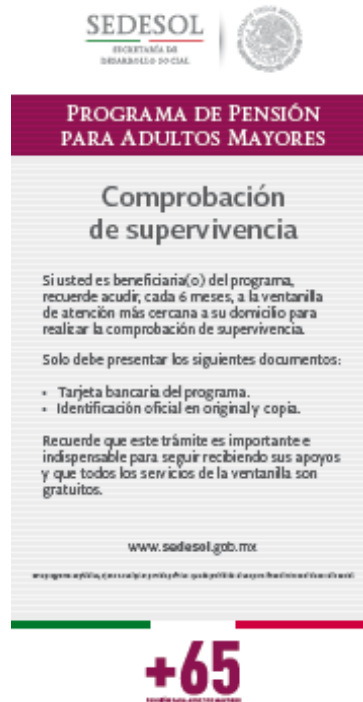 SEDESOL
SECRETARÍA DE
DESARROLLO SOCIAL
PROGRAMA DE PENSIÓN
PARA ADULTOS MAYORES
Comprobación
de supervivencia
Si usted es beneficiaria(o) del programa,
recuerde acudir, cada 6 meses, a la ventanilla
de atención más cercana a su domicilio para
realizar la comprobación de supervivencia.
Solo debe presentar los siguientes documentos:
• Tarjeta bancaria del programa.
• Identificación oficial en original y copia.
Recuerde que este trámite es importante e
indispensable para seguir recibiendo sus apoyos
y que todos los servicios de la ventanilla son
gratuitos.
www.sedesol.gob.mx
+65
PENSIÓN PARA ADULTOS MAYORES